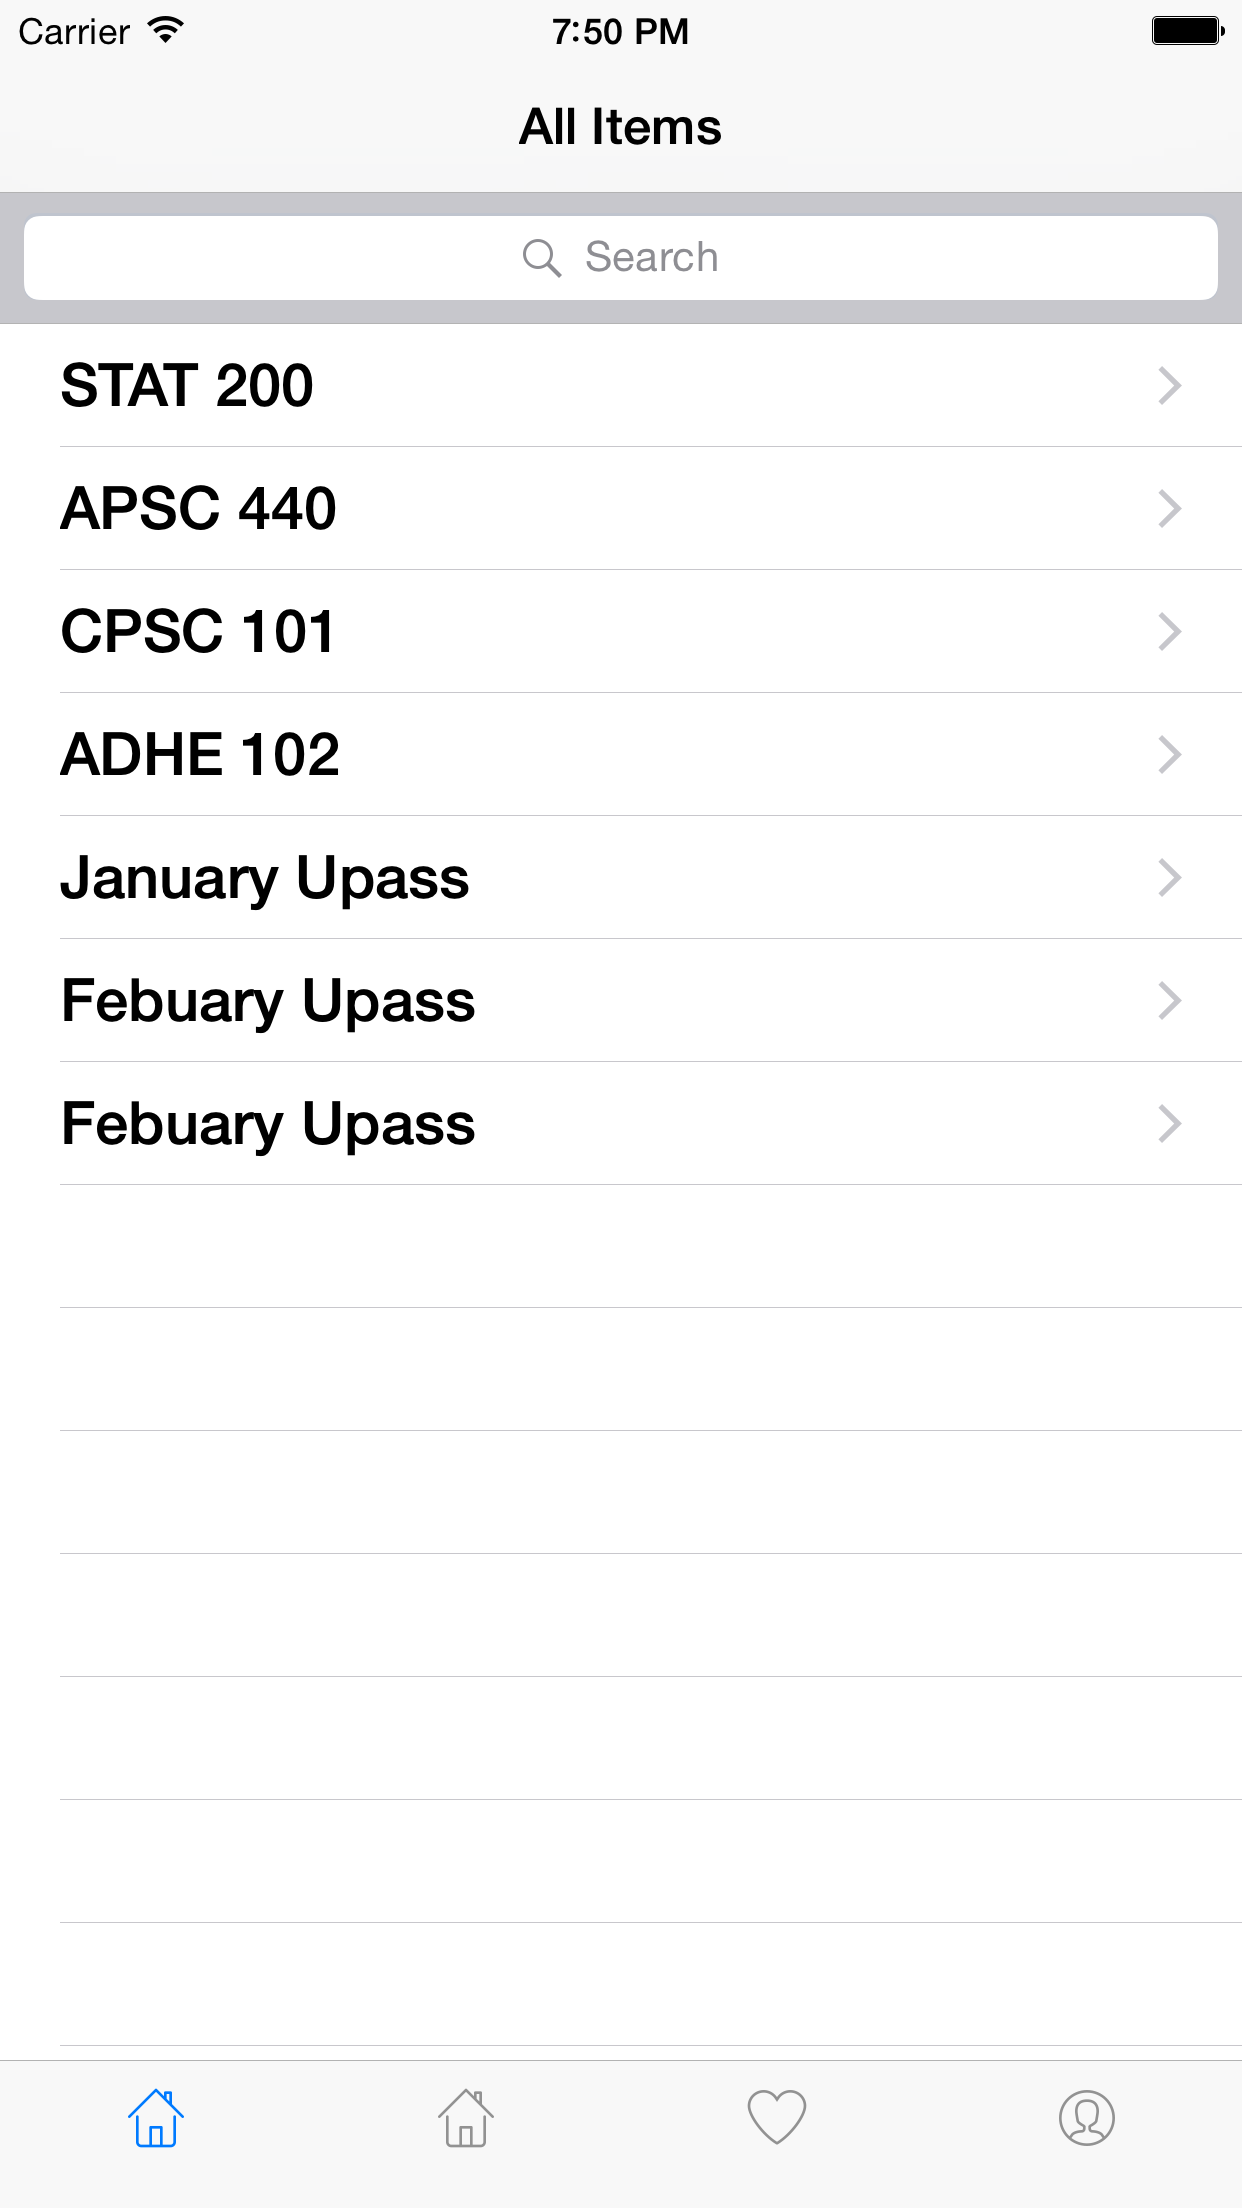 Carrier 7:50 PM
All Items
Search
STAT 200
APSC 440
CPSC 101
ADHE 102
January Upass
Febuary Upass
Febuary Upass